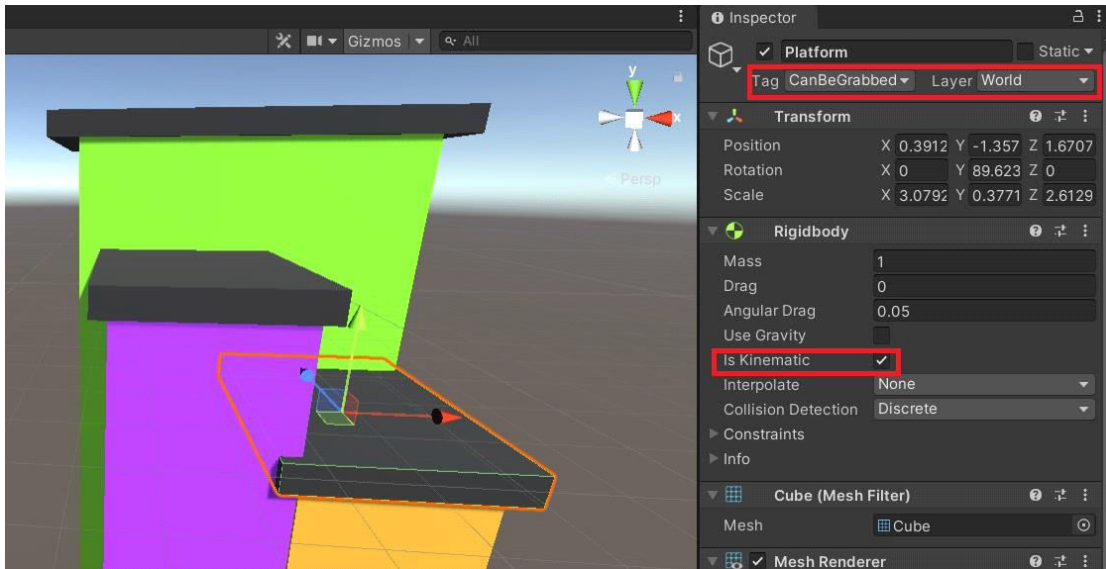 Gizmos
All
y
x
Persp
Inspector
Platform
Static
Tag CanBeGrabbed Layer World
Transform
Position X 0.3912 Y -1.357 Z 1.6707
Rotation X 0 Y 89.623 Z 0
Scale X 3.0792 Y 0.3771 Z 2.6129
Rigidbody
Mass 1
Drag 0
Angular Drag 0.05
Use Gravity
Is Kinematic
Interpolate None
Collision Detection Discrete
Constraints
Info
Cube (Mesh Filter)
Mesh Cube
Mesh Renderer